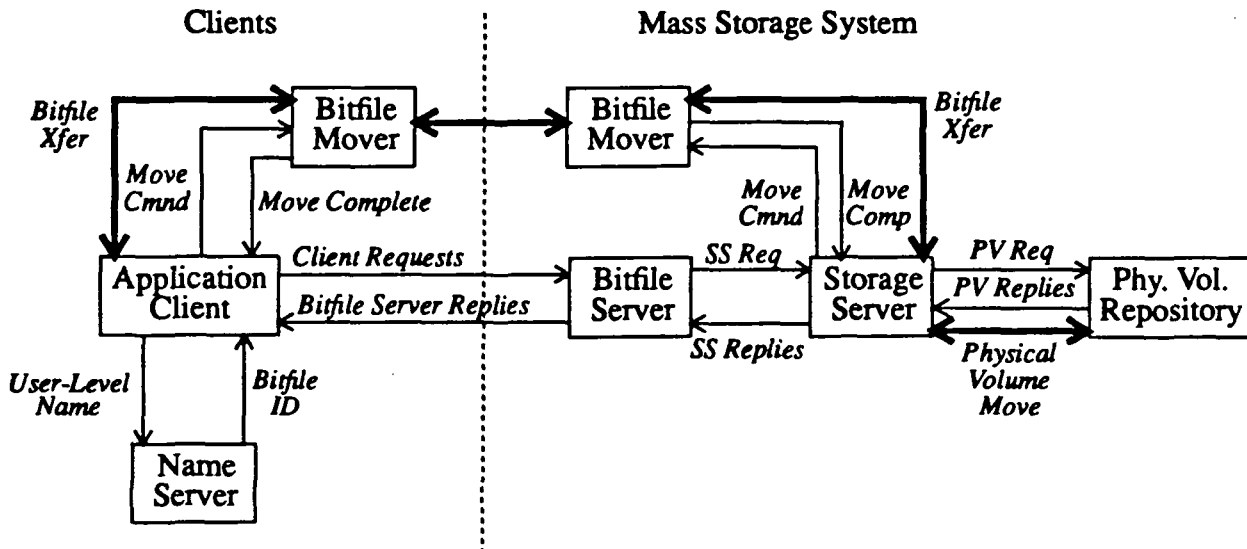 Clients
Mass Storage System
Bitfile
Xfer
Bitfile
Mover
Bitfile
Mover
Bitfile
Xfer
Move
Cmnd
Move Complete
Move
Cmnd
Move
Comp
Application
Client
Client Requests
Bitfile Server Replies
Bitfile
Server
SS Req
SS Replies
Storage
Server
PV Req
PV Replies
Physical
Volume
Move
Phy. Vol.
Repository
User-Level
Name
Bitfile
ID
Name
Server